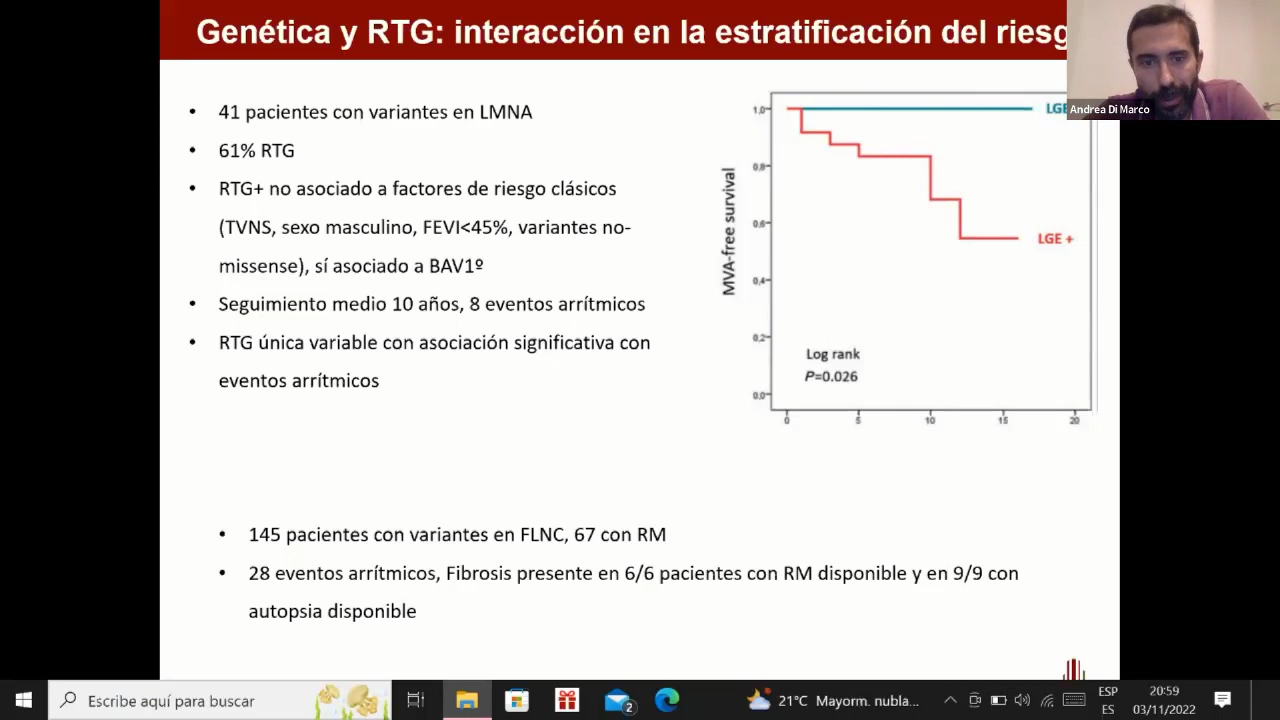 Genética y RTG: interacción en la estratificación del riesg
Andrea Di Marco
• 41 pacientes con variantes en LMNA
• 61% RTG
• RTG+ no asociado a factores de riesgo clásicos
(TVNS, sexo masculino, FEVI<45%, variantes no-
missense), sí asociado a BAV1º
• Seguimiento medio 10 años, 8 eventos arrítmicos
• RTG única variable con asociación significativa con
eventos arrítmicos
MVA-free survival
1,0
0,8
0,6
0,4
0,2
0,0
LGE
LGE +
Log rank
P=0.026
0 5 10 15 20
• 145 pacientes con variantes en FLNC, 67 con RM
• 28 eventos arrítmicos, Fibrosis presente en 6/6 pacientes con RM disponible y en 9/9 con
autopsia disponible
Escribe aquí para buscar
2
21°C Mayorm. nubla...
ESP
ES
20:59
03/11/2022